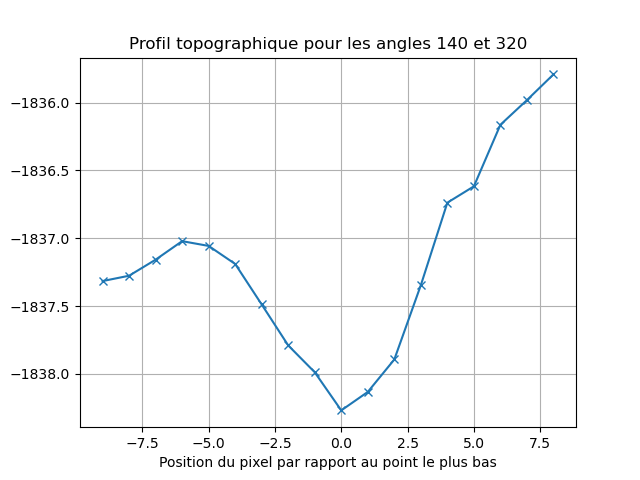 Profil topographique pour les angles 140 et 320
−1836.0
−1836.5
−1837.0
−1837.5
−1838.0
−7.5 −5.0 −2.5 0.0 2.5 5.0 7.5
Position du pixel par rapport au point le plus bas